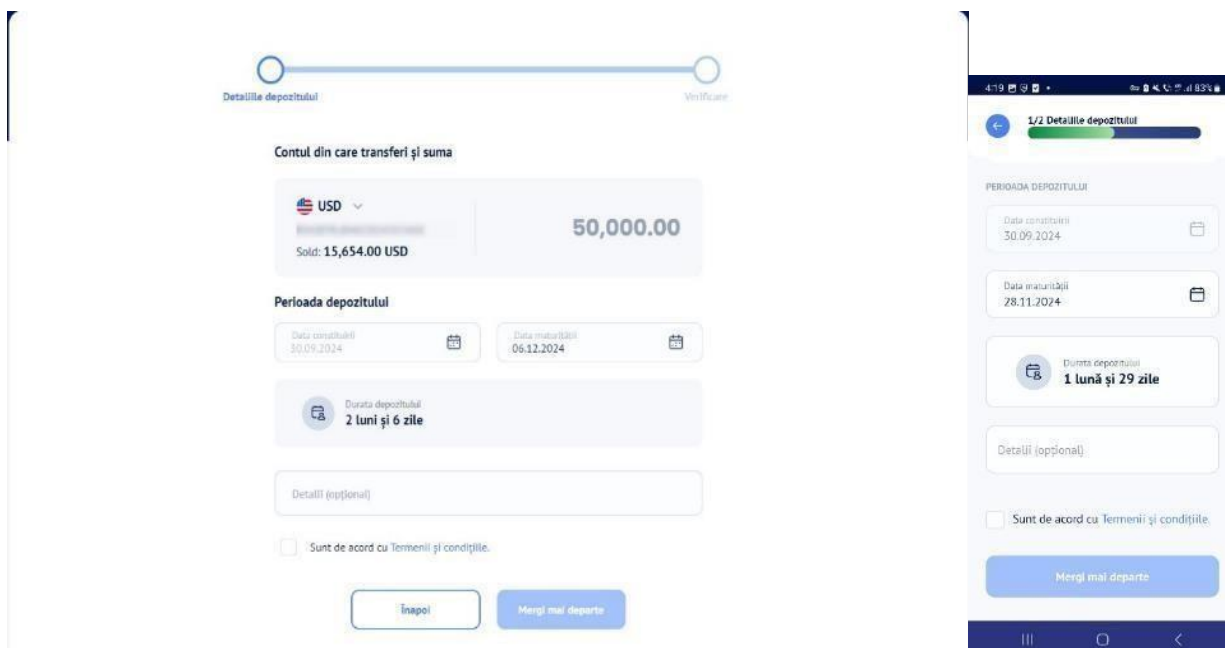 Detaliile depozitului
Verificare
Contul din care transferi și suma
USD
50,000.00
Sold: 15,654.00 USD
Perioada depozitului
Data constituirii
30.09.2024
Data maturității
06.12.2024
Durata depozitului
2 luni și 6 zile
Detalii (opțional)
Sunt de acord cu Termenii și condițiile.
Înapoi
Mergi mai departe
4:19
83%
1/2 Detaliile depozitului
PERIOADA DEPOZITULUI
Data constituirii
30.09.2024
Data maturității
28.11.2024
Durata depozitului
1 lună și 29 zile
Detalii (opțional)
Sunt de acord cu Termenii și condițiile.
Mergi mai departe